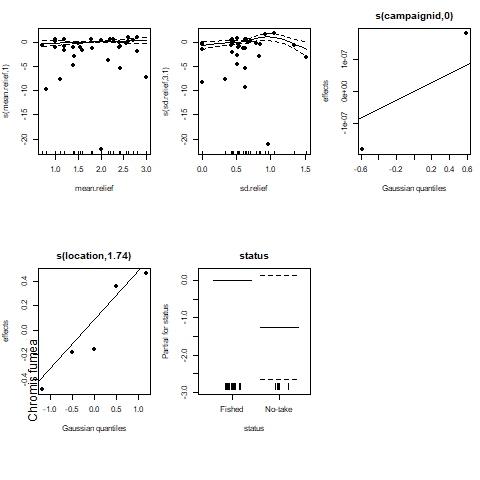 s(mean.relief,1)
0
-5
-10
-15
-20
1.0 1.5 2.0 2.5 3.0
mean.relief
s(sd.relief,3.1)
0
-5
-10
-15
-20
0.0 0.5 1.0 1.5
sd.relief
s(campaignid,0)
effects
1e-07
0e+00
-1e-07
-0.6 -0.2 0.2 0.6
Gaussian quantiles
s(location,1.74)
effects
0.4
0.2
0.0
-0.2
-0.4
-1.0 -0.5 0.0 0.5 1.0
Gaussian quantiles
Chromis fumea
status
Partial for status
0.0
-1.0
-2.0
-3.0
Fished No-take
status